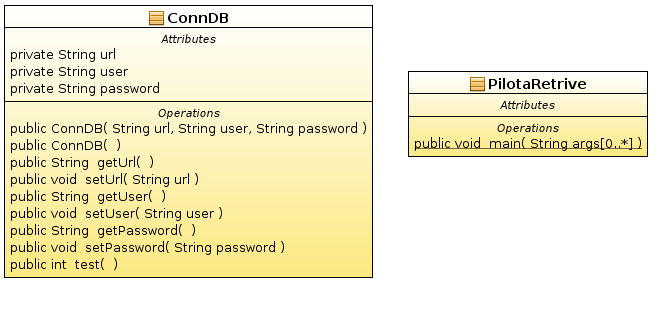 ConnDB
Attributes
private String url
private String user
private String password
Operations
public ConnDB( String url, String user, String password )
public ConnDB(  )
public String  getUrl(  )
public void  setUrl( String url )
public String  getUser(  )
public void  setUser( String user )
public String  getPassword(  )
public void  setPassword( String password )
public int  test(  )
PilotaRetrive
Attributes
Operations
public void  main( String args[0..*] )